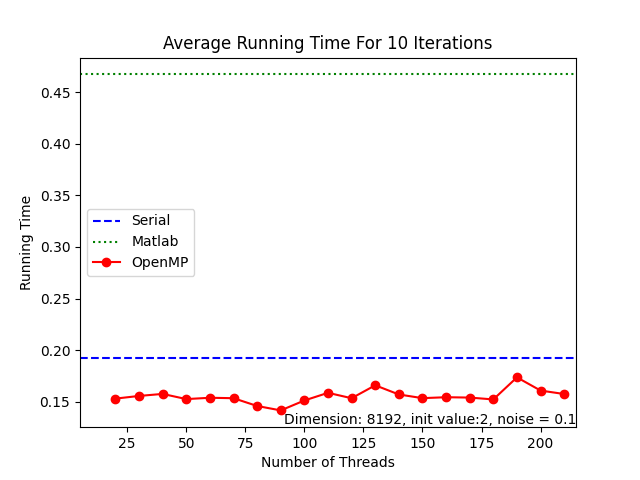 Average Running Time For 10 Iterations
Running Time
0.45
0.40
0.35
0.30
0.25
0.20
0.15
Serial
Matlab
OpenMP
Dimension: 8192, init value:2, noise = 0.1
25 50 75 100 125 150 175 200
Number of Threads